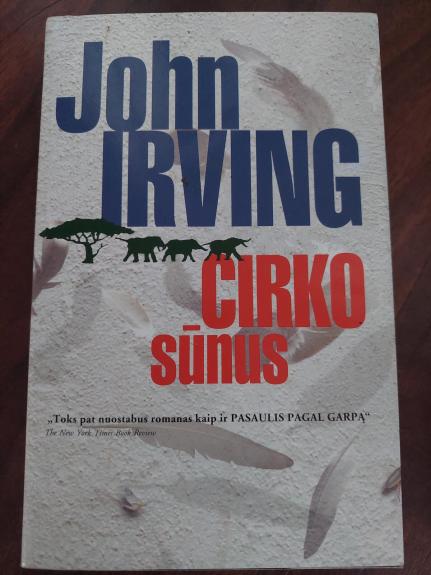 John
IRVING
CIRKO
sūnus
„Toks pat nuostabus romanas kaip ir PASAULIS PAGAL GARPĄ“
The New York Times Book Review